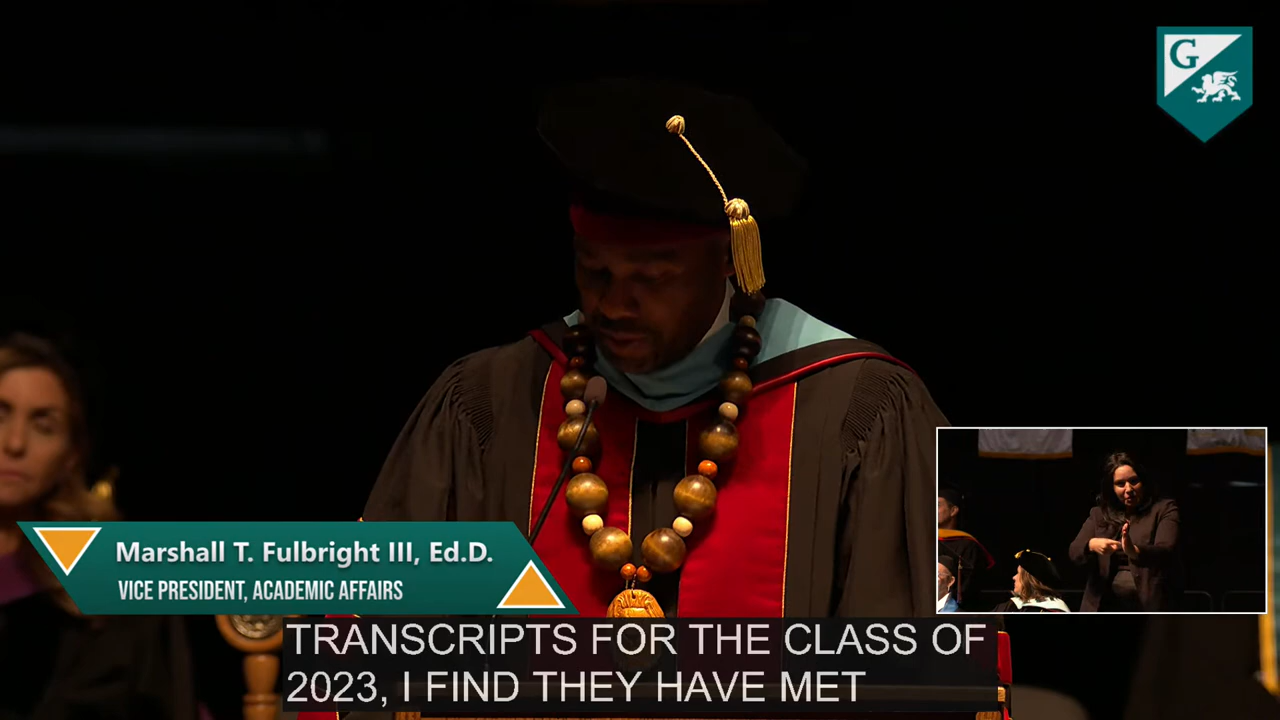 G
Marshall T. Fulbright III, Ed.D.
VICE PRESIDENT, ACADEMIC AFFAIRS
TRANSCRIPTS FOR THE CLASS OF
2023, I FIND THEY HAVE MET